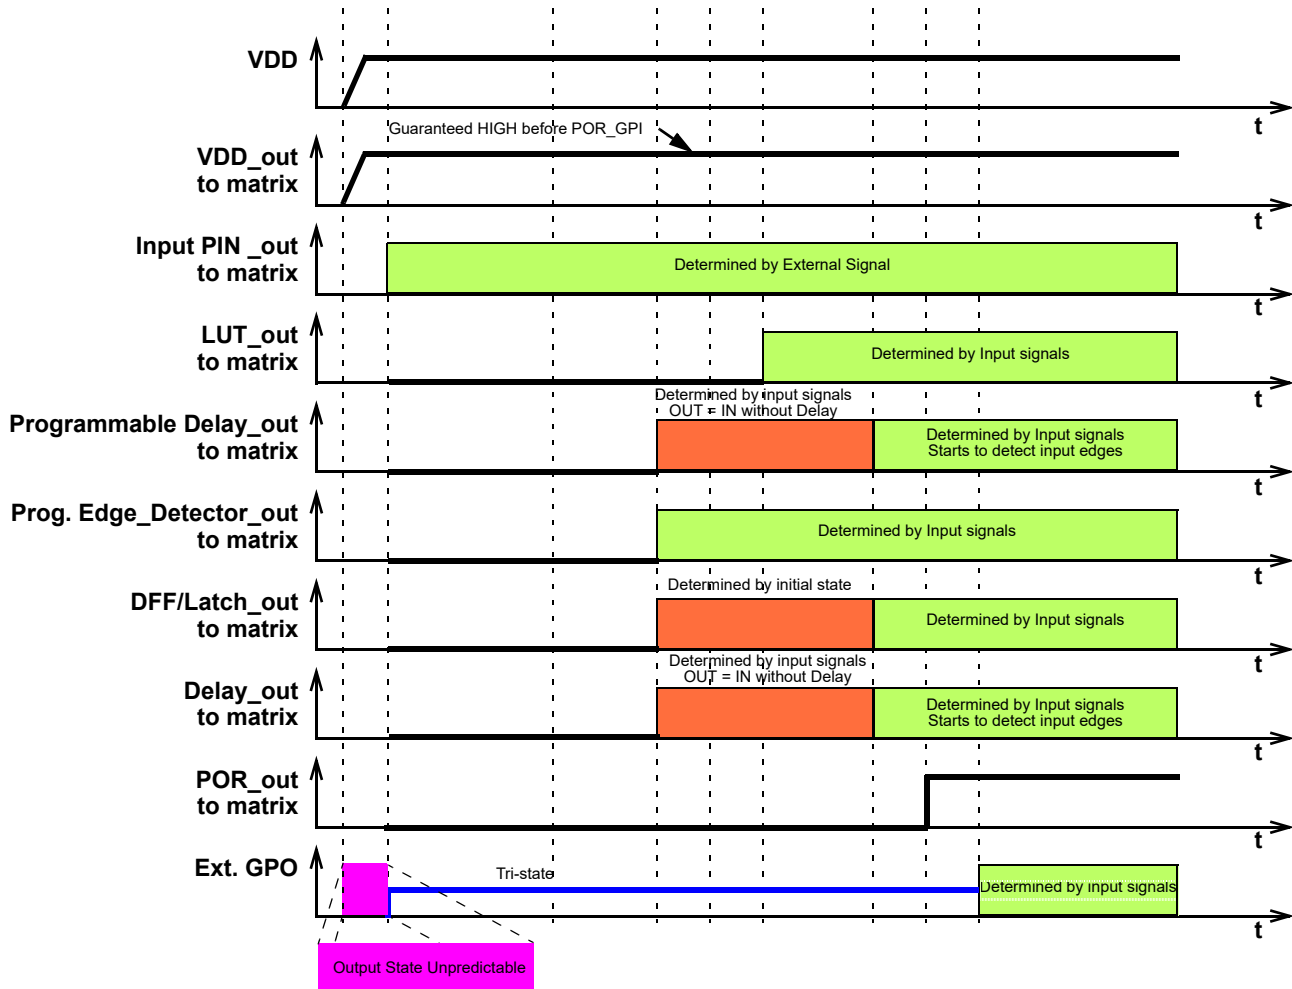 VDD
t
Guaranteed HIGH before POR_GPI
VDD_out
to matrix
t
Input PIN _out
to matrix
Determined by External Signal
t
LUT_out
to matrix
Determined by Input signals
t
Determined by input signals
OUT = IN without Delay
Programmable Delay_out
to matrix
Determined by Input signals
Starts to detect input edges
t
Prog. Edge_Detector_out
to matrix
Determined by Input signals
t
Determined by initial state
DFF/Latch_out
to matrix
Determined by Input signals
t
Determined by input signals
OUT = IN without Delay
Delay_out
to matrix
Determined by Input signals
Starts to detect input edges
t
POR_out
to matrix
t
Ext. GPO
Tri-state
Determined by input signals
t
Output State Unpredictable